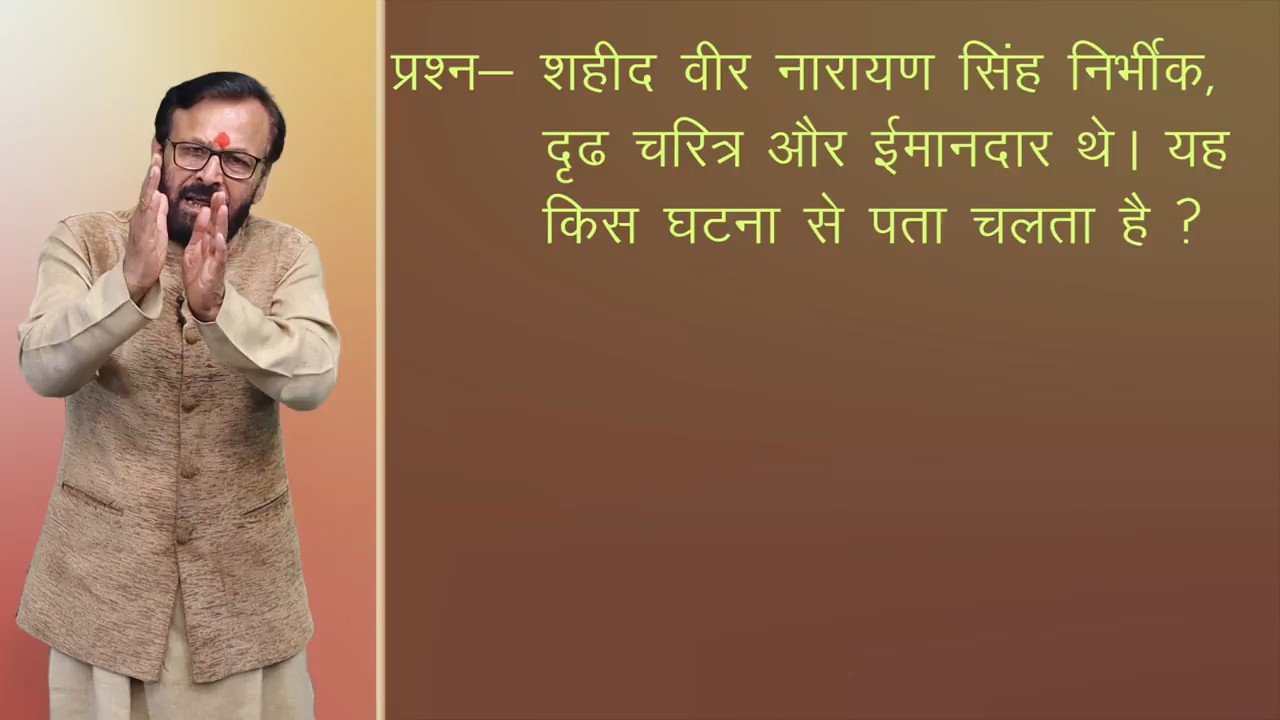 प्रश्न– शहीद वीर नारायण सिंह निर्भीक,
दृढ चरित्र और ईमानदार थे। यह
किस घटना से पता चलता है ?